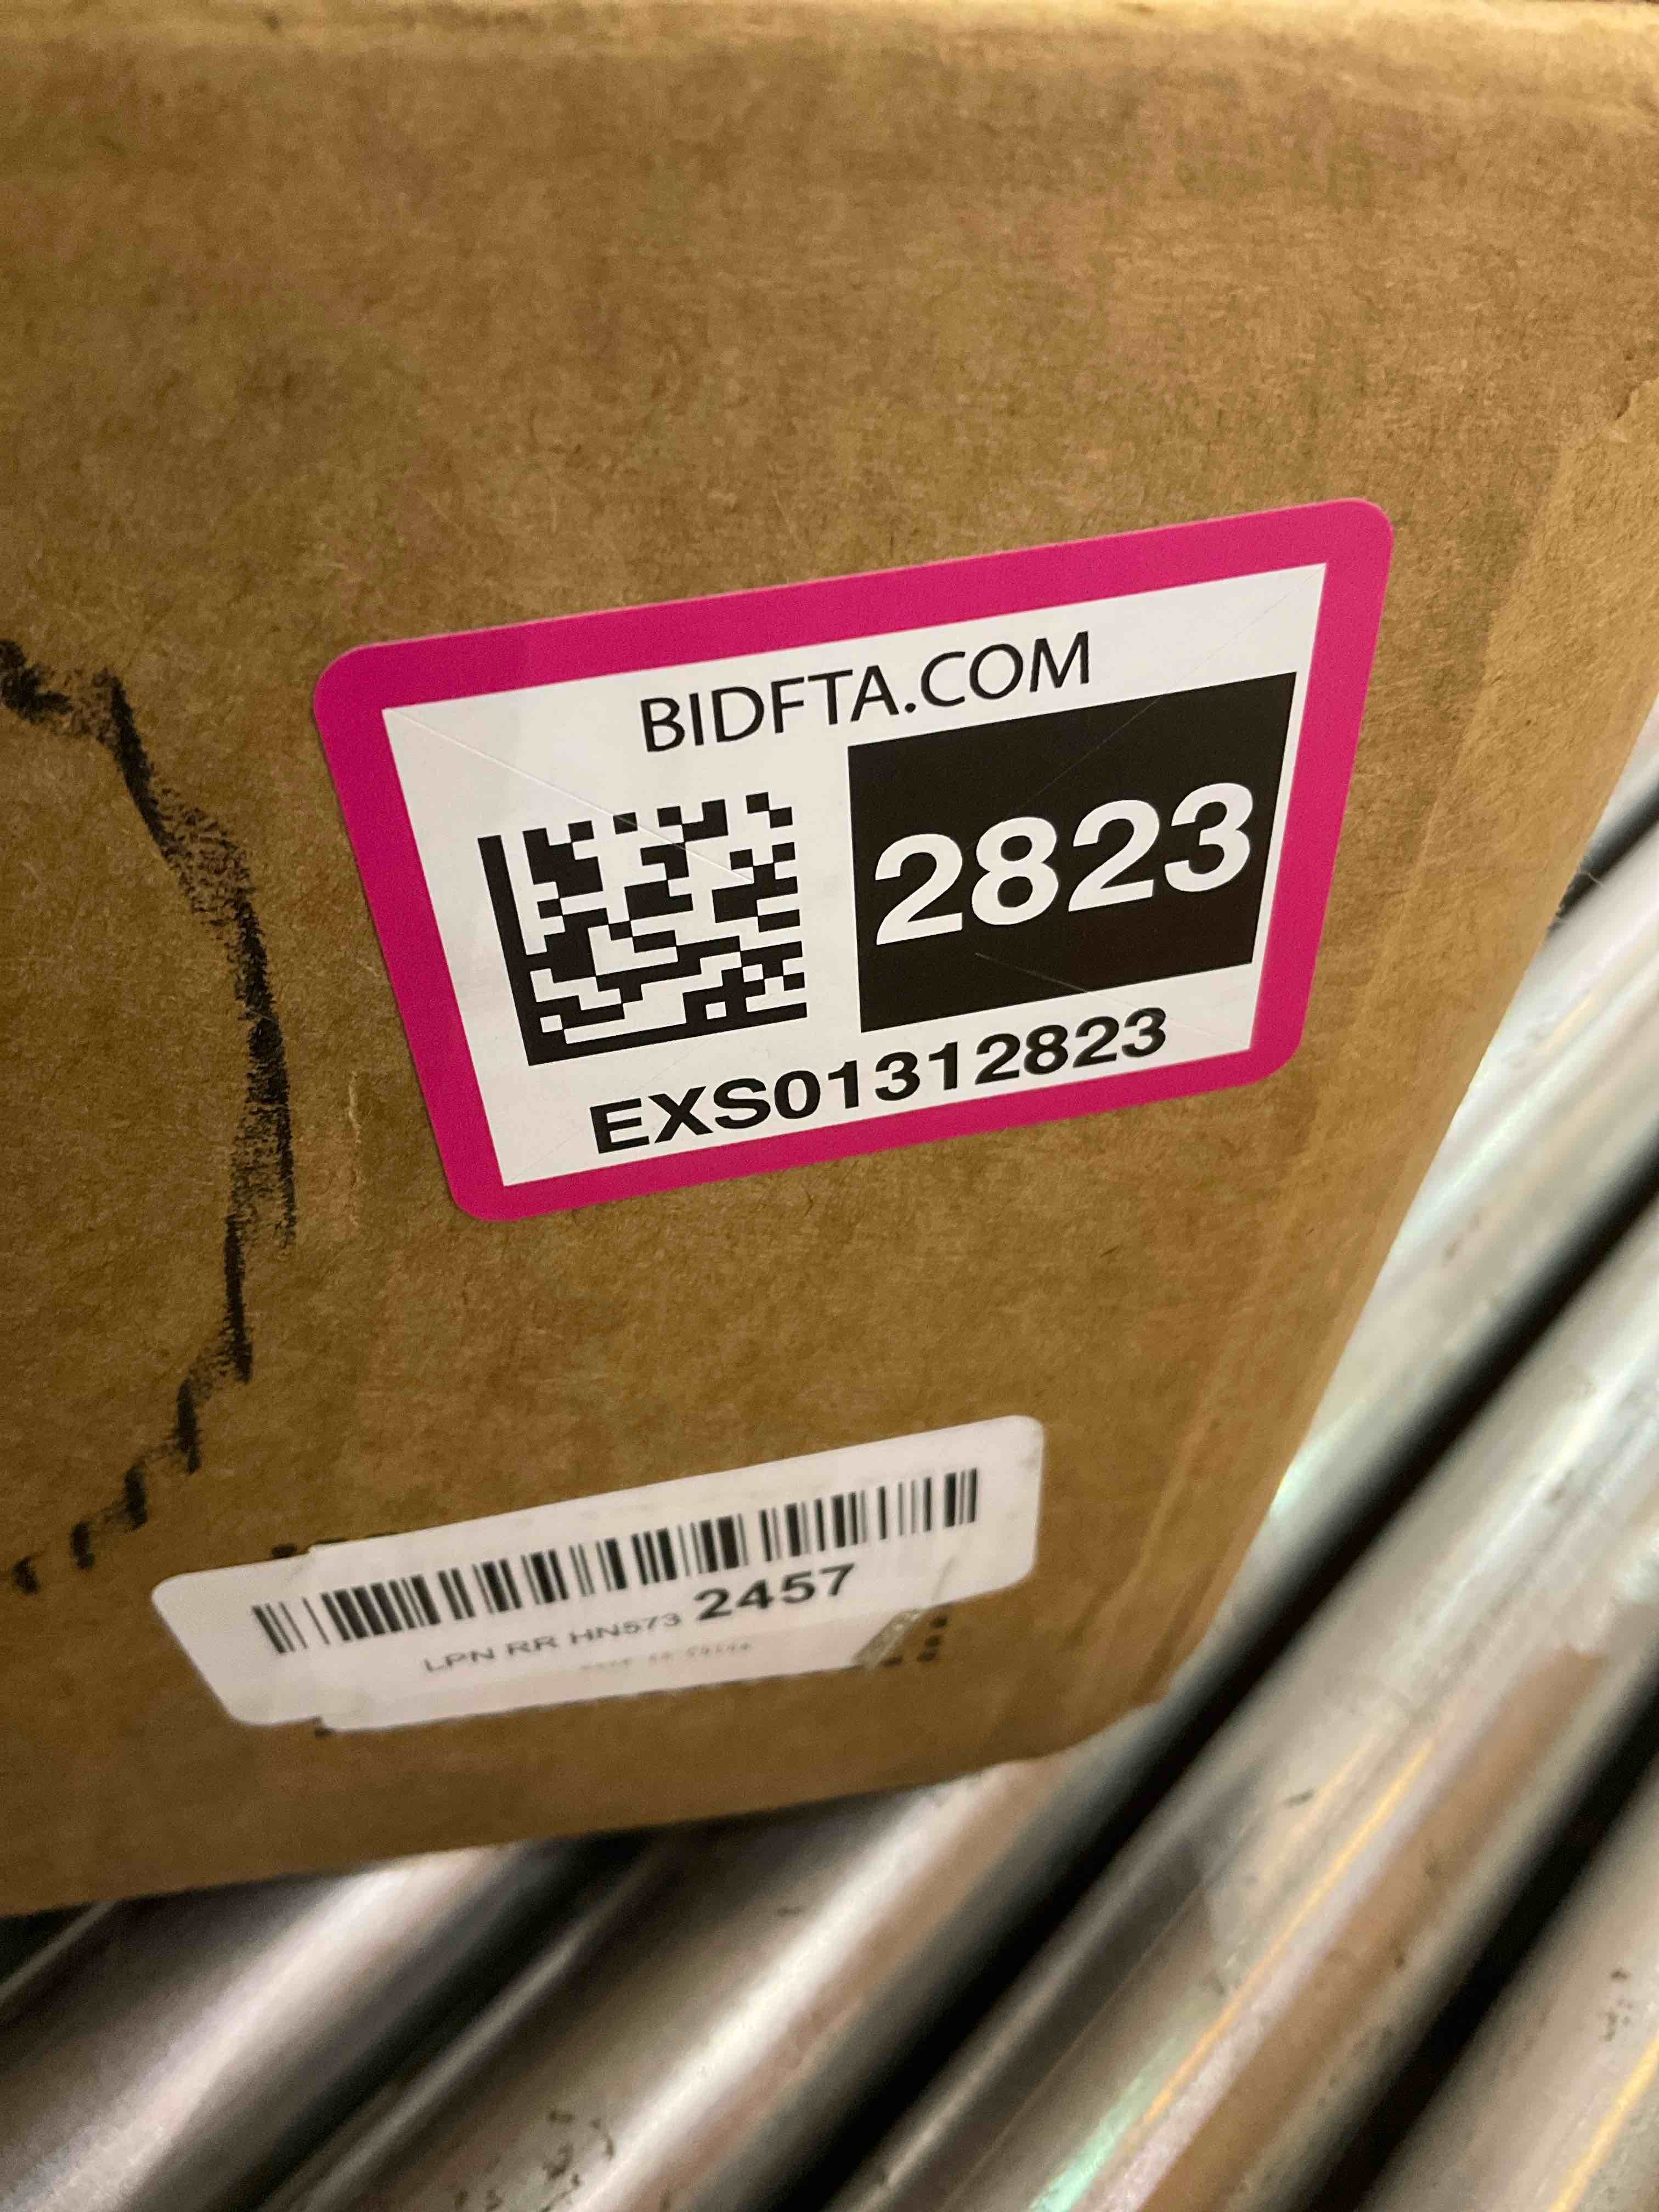 BIDFTA.COM
2823
EXS01312823
LPN RR HN573 2457